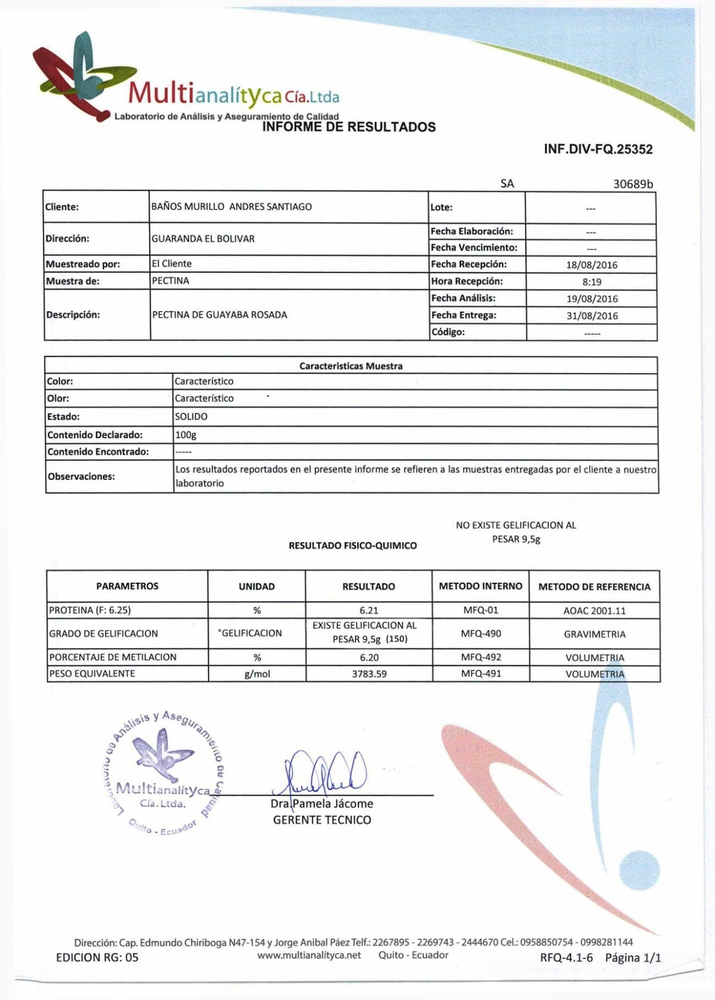 Multianalítyca Cía.Ltda
Laboratorio de Análisis y Aseguramiento de Calidad
INFORME DE RESULTADOS
INF.DIV-FQ.25352
SA 30689b
Cliente: BAÑOS MURILLO ANDRES SANTIAGO Lote: ---
Dirección: GUARANDA EL BOLIVAR Fecha Elaboración: ---
Fecha Vencimiento: ---
Muestreado por: El Cliente Fecha Recepción: 18/08/2016
Muestra de: PECTINA Hora Recepción: 8:19
Fecha Análisis: 19/08/2016
Descripción: PECTINA DE GUAYABA ROSADA Fecha Entrega: 31/08/2016
Código: -----
Caracteristicas Muestra
Color: Característico
Olor: Característico
Estado: SOLIDO
Contenido Declarado: 100g
Contenido Encontrado: -----
Observaciones: Los resultados reportados en el presente informe se refieren a las muestras entregadas por el cliente a nuestro
laboratorio
NO EXISTE GELIFICACION AL
PESAR 9,5g
RESULTADO FISICO-QUIMICO
PARAMETROS UNIDAD RESULTADO METODO INTERNO METODO DE REFERENCIA
PROTEINA (F: 6.25) % 6.21 MFQ-01 AOAC 2001.11
GRADO DE GELIFICACION °GELIFICACION EXISTE GELIFICACION AL
PESAR 9,5g (150) MFQ-490 GRAVIMETRIA
PORCENTAJE DE METILACION % 6.20 MFQ-492 VOLUMETRIA
PESO EQUIVALENTE g/mol 3783.59 MFQ-491 VOLUMETRIA
Laboratorio de Análisis y Aseguramiento de Calidad
Multianalítyca
Cía.Ltda.
Quito - Ecuador
Dra.Pamela Jácome
GERENTE TECNICO
Dirección: Cap. Edmundo Chiriboga N47-154 y Jorge Anibal Páez Telf.: 2267895 - 2269743 - 2444670 Cel.: 0958850754 - 0998281144
EDICION RG: 05 www.multianalítyca.net Quito - Ecuador RFQ-4.1-6 Página 1/1